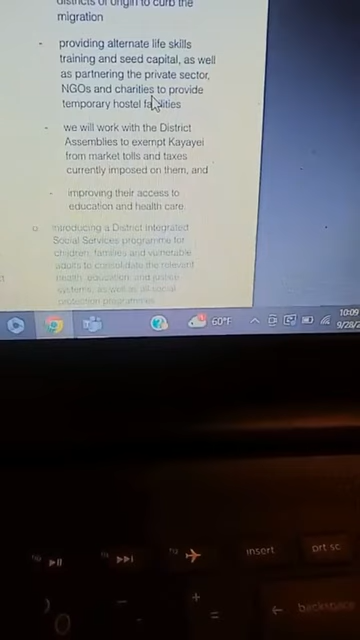 districts of origin to curb the
migration
- providing alternate life skills
training and seed capital, as well
as partnering the private sector,
NGOs and charities to provide
temporary hostel facilities
- we will work with the District
Assemblies to exempt Kayayei
from market tolls and taxes
currently imposed on them, and
- improving their access to
education and health care.
o introducing a District Integrated
Social Services programme for
children, families and vulnerable
adults to consolidate the relevant
health, education and justice
systems, as well as all social
protection programmes
60°F
10:09
9/28/2
insert
prt sc
backspace